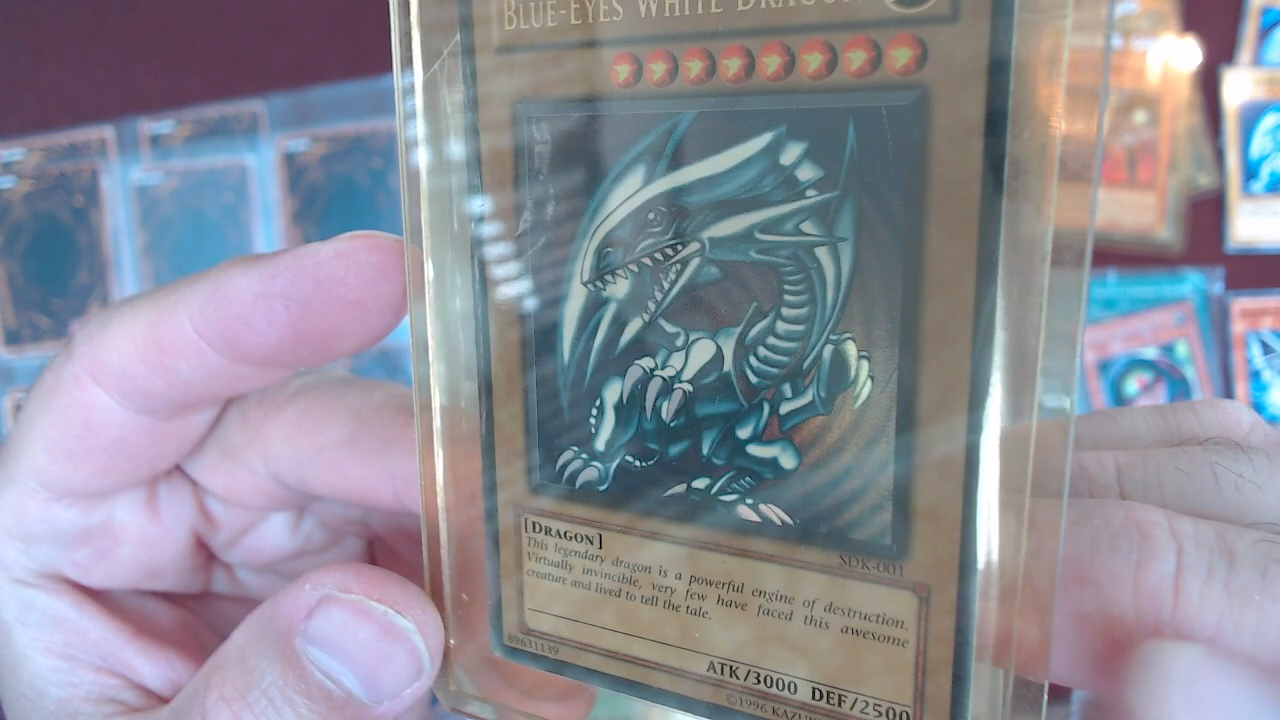 BLUE-EYES WHITE DRAGON
[DRAGON]
SDK-001
This legendary dragon is a powerful engine of destruction.
Virtually invincible, very few have faced this awesome
creature and lived to tell the tale.
89631139
ATK/3000 DEF/2500
©1996